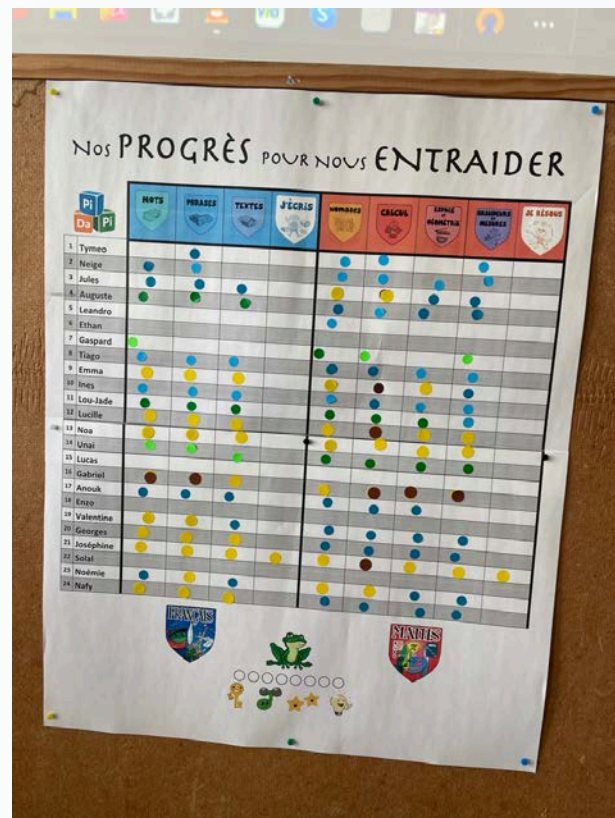 NOS PROGRÈS POUR NOUS ENTRAIDER
Pi Da Pi
MOTS PHRASES TEXTES J'ÉCRIS NOMBRES CALCUL ESPACE et GÉOMÉTRIE GRANDEURS et MESURES JE RÉSOUS
1 Tymeo
2 Neige
3 Jules
4 Auguste
5 Leandro
6 Ethan
7 Gaspard
8 Tiago
9 Emma
10 Ines
11 Lou-Jade
12 Lucille
13 Noa
14 Unai
15 Lucas
16 Gabriel
17 Anouk
18 Enzo
19 Valentine
20 Georges
21 Joséphine
22 Solal
23 Noémie
24 Nafy
FRANÇAIS MATHS